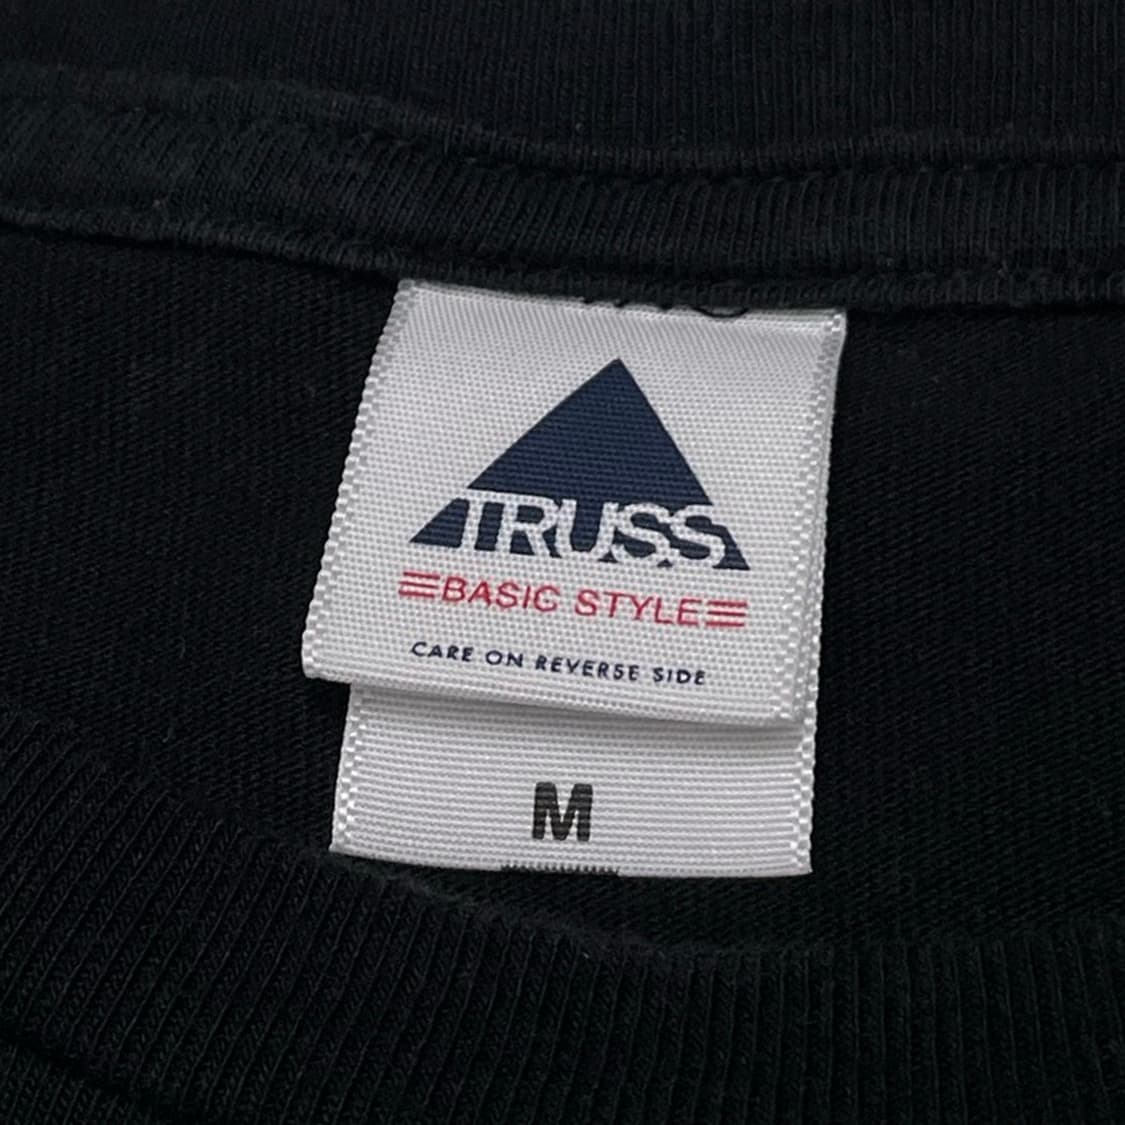 TRUSS
BASIC STYLE
CARE ON REVERSE SIDE
M